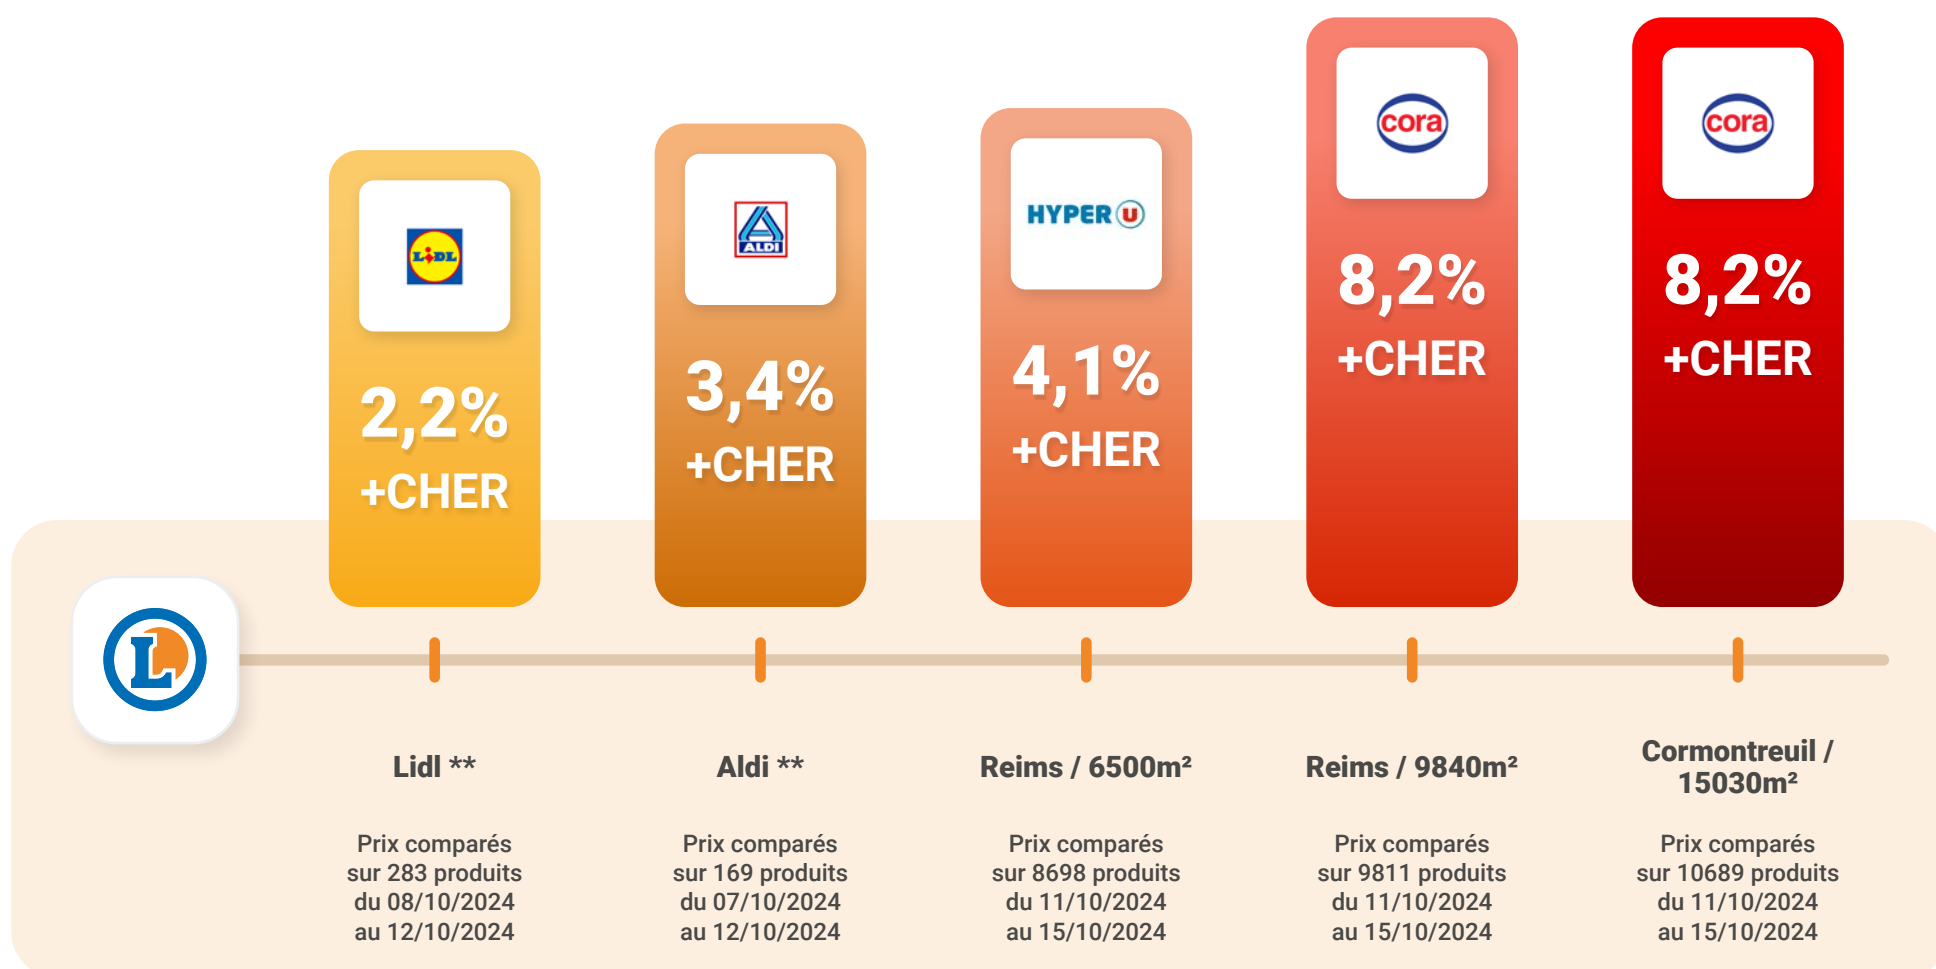 LIDL
2,2%
+CHER
ALDI
3,4%
+CHER
HYPER U
4,1%
+CHER
cora
8,2%
+CHER
cora
8,2%
+CHER
L
Lidl **
Prix comparés
sur 283 produits
du 08/10/2024
au 12/10/2024
Aldi **
Prix comparés
sur 169 produits
du 07/10/2024
au 12/10/2024
Reims / 6500m²
Prix comparés
sur 8698 produits
du 11/10/2024
au 15/10/2024
Reims / 9840m²
Prix comparés
sur 9811 produits
du 11/10/2024
au 15/10/2024
Cormontreuil /
15030m²
Prix comparés
sur 10689 produits
du 11/10/2024
au 15/10/2024